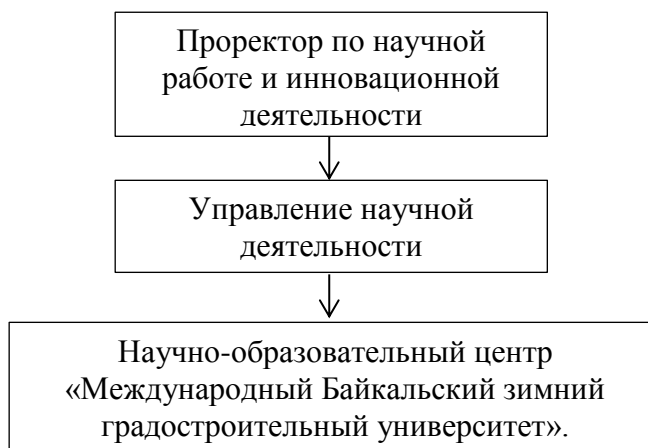 Проректор по научной
работе и инновационной
деятельности
Управление научной
деятельности
Научно-образовательный центр
«Международный Байкальский зимний
градостроительный университет».